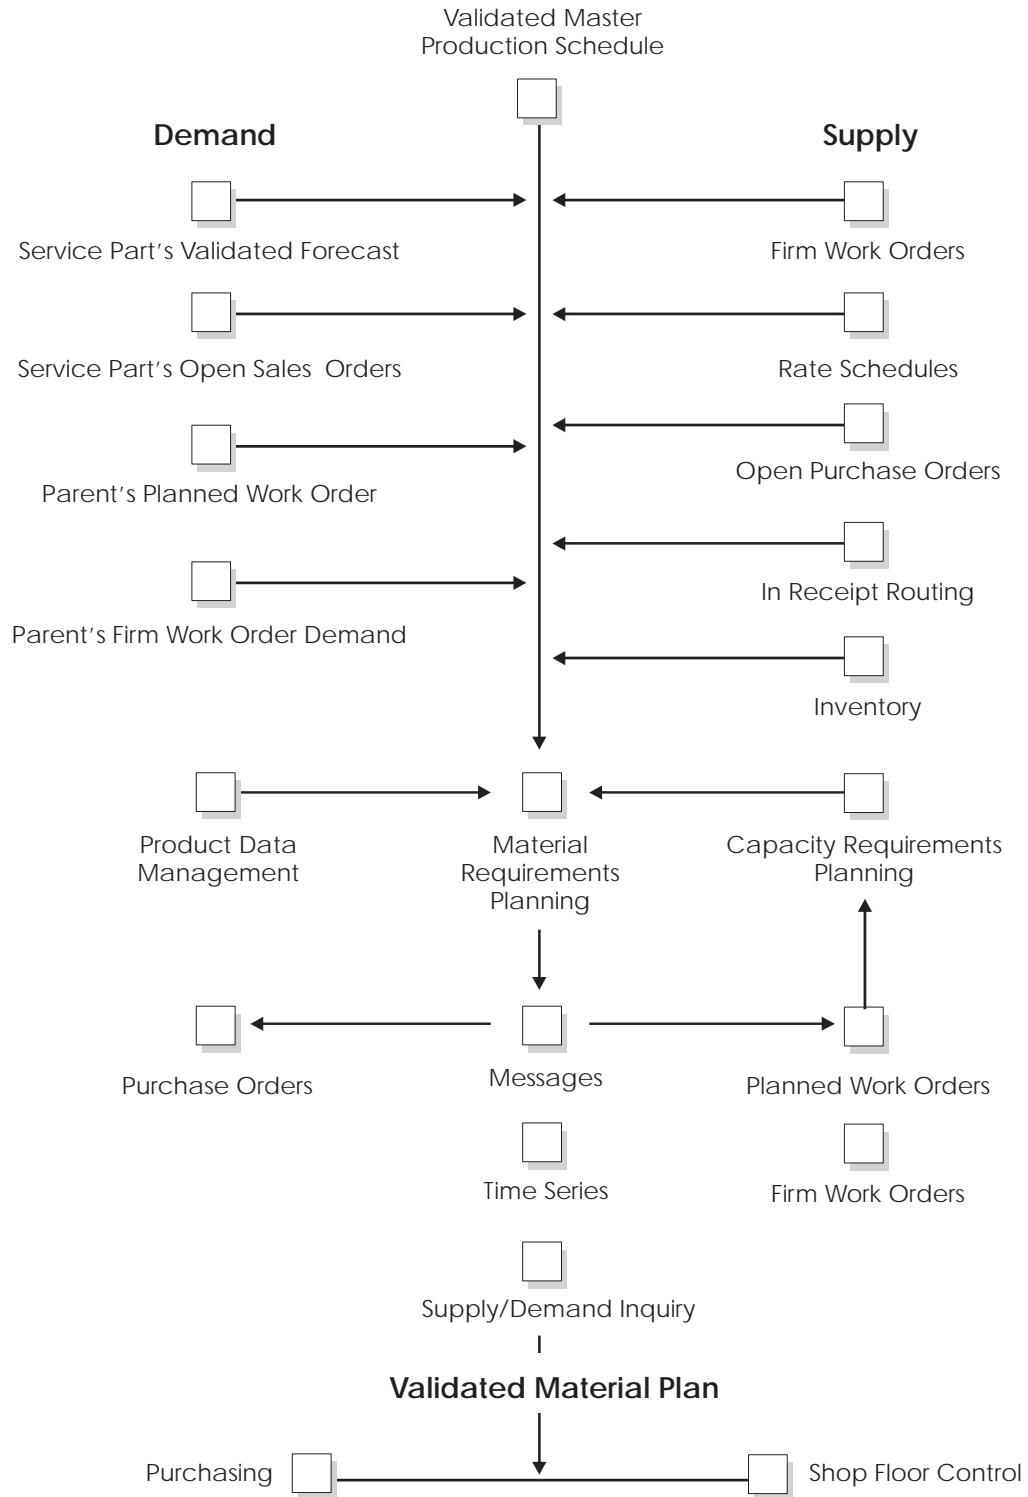 Validated Master
Production Schedule
Demand
Supply
Service Part's Validated Forecast
Firm Work Orders
Service Part's Open Sales Orders
Rate Schedules
Open Purchase Orders
Parent's Planned Work Order
In Receipt Routing
Parent's Firm Work Order Demand
Inventory
Product Data
Management
Material
Requirements
Planning
Capacity Requirements
Planning
Purchase Orders
Messages
Planned Work Orders
Time Series
Firm Work Orders
Supply/Demand Inquiry
Validated Material Plan
Purchasing
Shop Floor Control